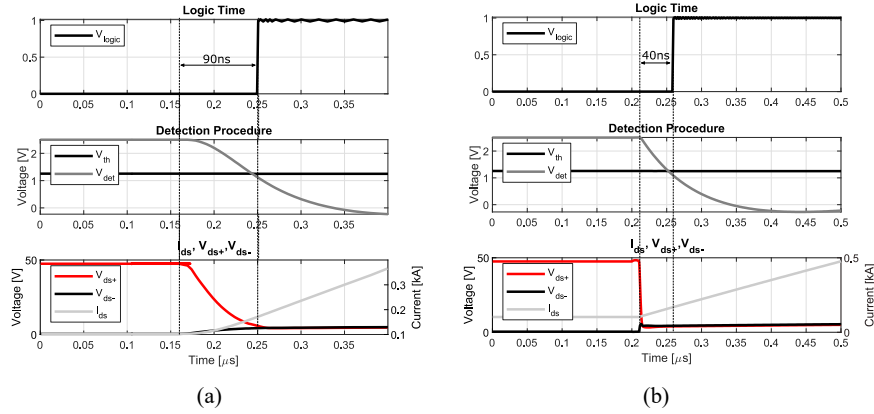 Logic Time
1
0.5
0
V_logic
90ns
0 0.05 0.1 0.15 0.2 0.25 0.3 0.35
Detection Procedure
Voltage [V]
2
1
0
V_th
V_det
0 0.05 0.1 0.15 0.2 0.25 0.3 0.35
I_ds, V_ds+, V_ds-
Voltage [V]
50
0
V_ds+
V_ds-
I_ds
0.3
0.2
0.1
Current [kA]
0 0.05 0.1 0.15 0.2 0.25 0.3 0.35
Time [μs]
(a)
Logic Time
1
0.5
0
V_logic
40ns
0 0.05 0.1 0.15 0.2 0.25 0.3 0.35 0.4 0.45 0.5
Detection Procedure
Voltage [V]
2
1
0
V_th
V_det
0 0.05 0.1 0.15 0.2 0.25 0.3 0.35 0.4 0.45 0.5
I_ds, V_ds+, V_ds-
Voltage [V]
50
0
V_ds+
V_ds-
I_ds
0.5
0
Current [kA]
0 0.05 0.1 0.15 0.2 0.25 0.3 0.35 0.4 0.45 0.5
Time [μs]
(b)